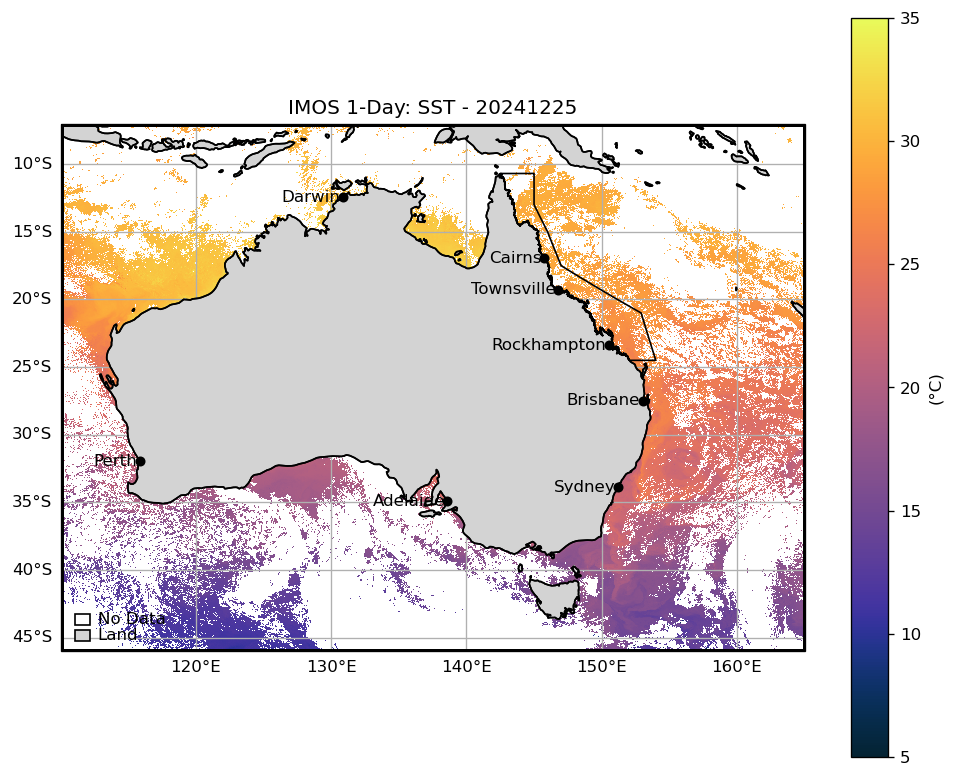 IMOS 1-Day: SST - 20241225
35
10°S
30
Darwin
15°S
Cairns
25
Townsville
20°S
Rockhampton
25°S
20
(°C)
Brisbane
30°S
Perth
Sydney
Adelaide
35°S
15
40°S
No Data
Land
45°S
10
120°E 130°E 140°E 150°E 160°E
5